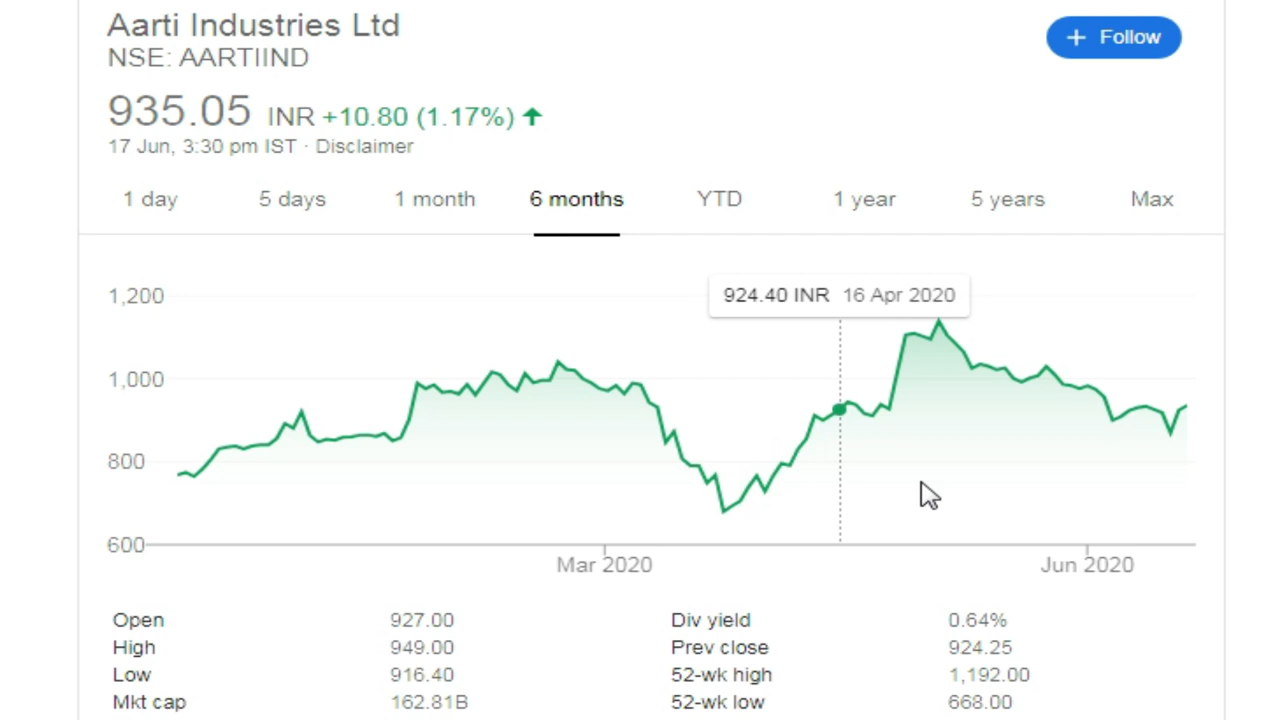 Aarti Industries Ltd
+ Follow
NSE: AARTIIND
935.05 INR +10.80 (1.17%)
17 Jun, 3:30 pm IST · Disclaimer
1 day 5 days 1 month 6 months YTD 1 year 5 years Max
924.40 INR 16 Apr 2020
1,200
1,000
800
600
Mar 2020 Jun 2020
Open 927.00 Div yield 0.64%
High 949.00 Prev close 924.25
Low 916.40 52-wk high 1,192.00
Mkt cap 162.81B 52-wk low 668.00